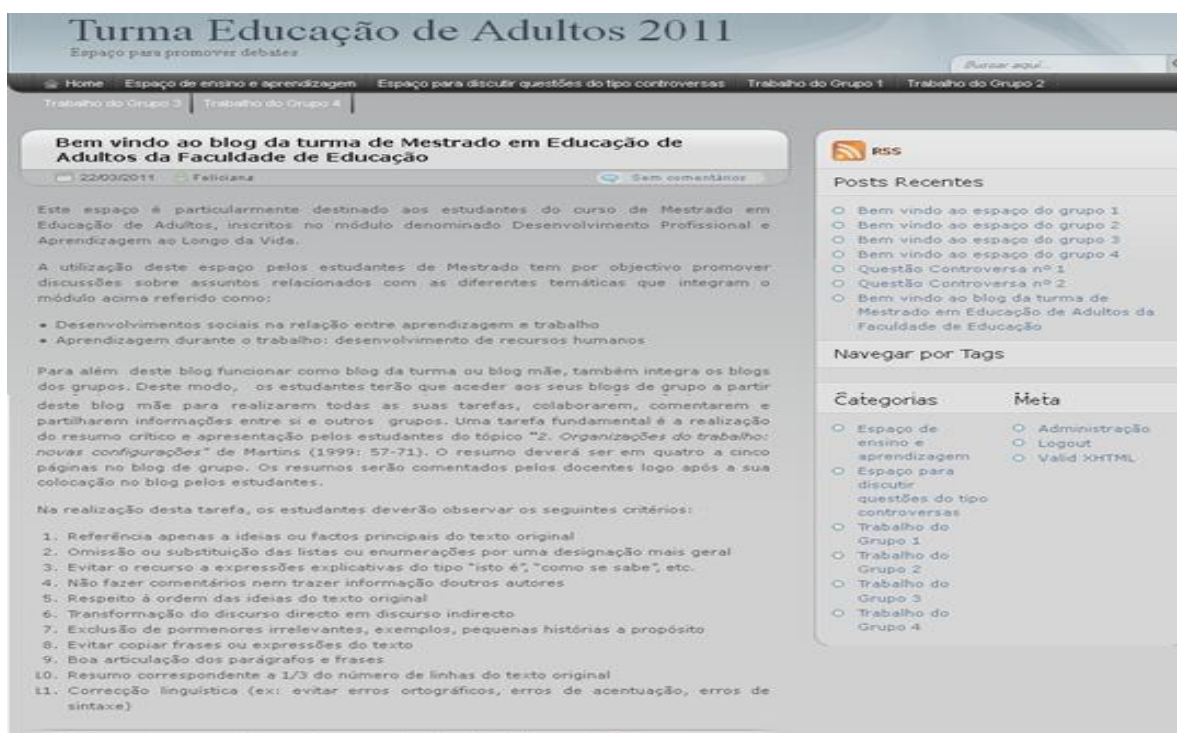 Turma Educação de Adultos 2011
Espaço para promover debates
Buscar aqui...
Home Espaço de ensino e aprendizagem Espaço para discutir questões do tipo controversas Trabalho do Grupo 1 Trabalho do Grupo 2
Trabalho do Grupo 3 Trabalho do Grupo 4
Bem vindo ao blog da turma de Mestrado em Educação de
Adultos da Faculdade de Educação
22/03/2011 Feliciana Sem comentários
Este espaço é particularmente destinado aos estudantes do curso de Mestrado em
Educação de Adultos, inscritos no módulo denominado Desenvolvimento Profissional e
Aprendizagem ao Longo da Vida.
A utilização deste espaço pelos estudantes de Mestrado tem por objectivo promover
discussões sobre assuntos relacionados com as diferentes temáticas que integram o
módulo acima referido como:
• Desenvolvimentos sociais na relação entre aprendizagem e trabalho
• Aprendizagem durante o trabalho: desenvolvimento de recursos humanos
Para além deste blog funcionar como blog da turma ou blog mãe, também integra os blogs
dos grupos. Deste modo, os estudantes terão que aceder aos seus blogs de grupo a partir
deste blog mãe para realizarem todas as suas tarefas, colaborarem, comentarem e
partilharem informações entre si e outros grupos. Uma tarefa fundamental é a realização
do resumo crítico e apresentação pelos estudantes do tópico "2. Organizações do trabalho:
novas configurações" de Martins (1999: 57-71). O resumo deverá ser em quatro a cinco
páginas no blog de grupo. Os resumos serão comentados pelos docentes logo após a sua
colocação no blog pelos estudantes.
Na realização desta tarefa, os estudantes deverão observar os seguintes critérios:
1. Referência apenas a ideias ou factos principais do texto original
2. Omissão ou substituição das listas ou enumerações por uma designação mais geral
3. Evitar o recurso a expressões explicativas do tipo "isto é", "como se sabe", etc.
4. Não fazer comentários nem trazer informação doutros autores
5. Respeito á ordem das ideias do texto original
6. Transformação do discurso directo em discurso indirecto
7. Exclusão de pormenores irrelevantes, exemplos, pequenas histórias a propósito
8. Evitar copiar frases ou expressões do texto
9. Boa articulação dos parágrafos e frases
10. Resumo correspondente a 1/3 do número de linhas do texto original
11. Correcção linguística (ex: evitar erros ortográficos, erros de acentuação, erros de
sintaxe)
RSS
Posts Recentes
Bem vindo ao espaço do grupo 1
Bem vindo ao espaço do grupo 2
Bem vindo ao espaço do grupo 3
Bem vindo ao espaço do grupo 4
Questão Controversa nº 1
Questão Controversa nº 2
Bem vindo ao blog da turma de
Mestrado em Educação de Adultos da
Faculdade de Educação
Navegar por Tags
Categorias
Espaço de
ensino e
aprendizagem
Espaço para
discutir
questões do tipo
controversas
Trabalho do
Grupo 1
Trabalho do
Grupo 2
Trabalho do
Grupo 3
Trabalho do
Grupo 4
Meta
Administração
Logout
Valid XHTML